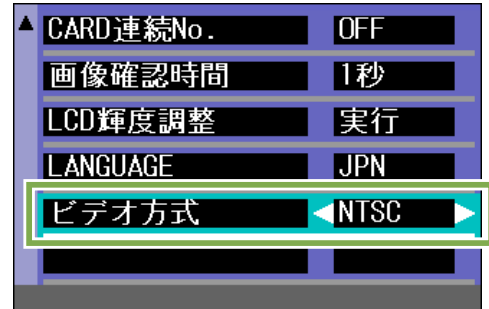 CARD連続No. OFF
画像確認時間 1秒
LCD輝度調整 実行
LANGUAGE JPN
ビデオ方式 NTSC